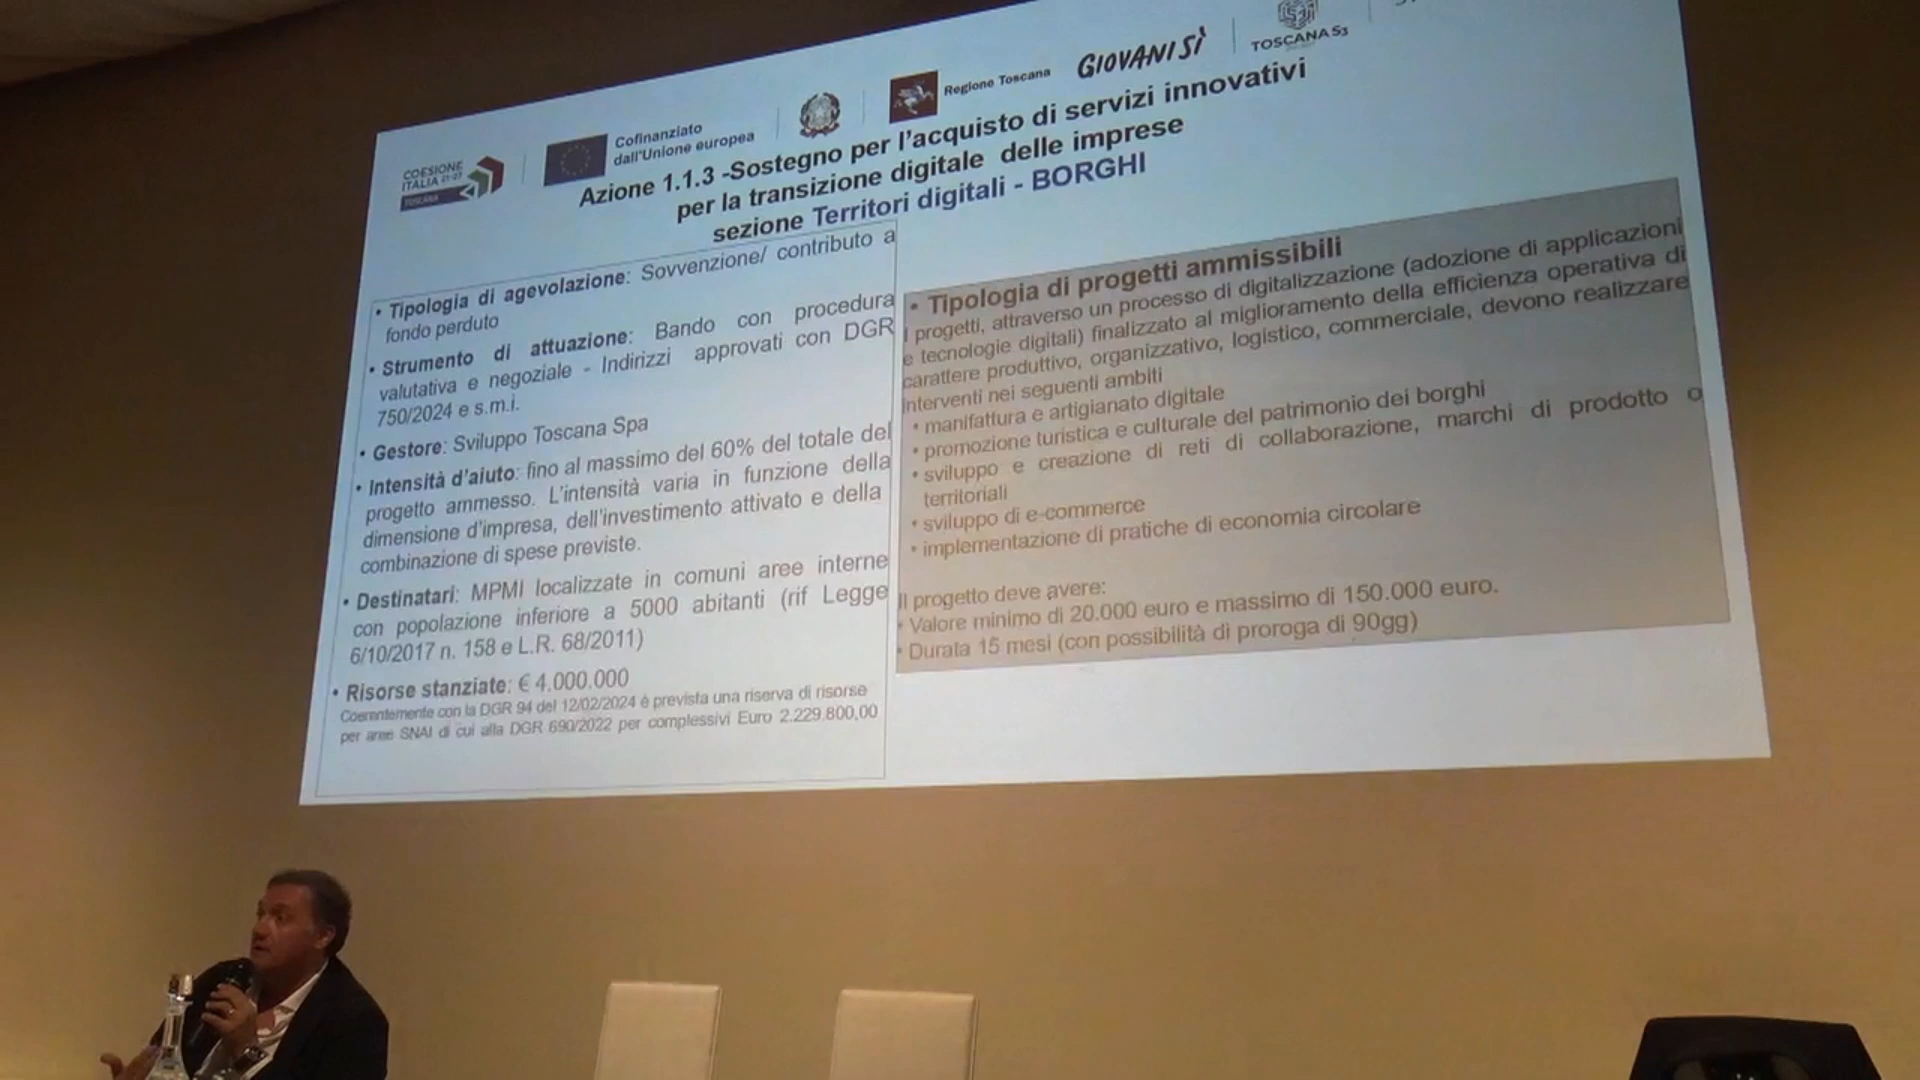 COESIONE
ITALIA 21-27
TOSCANA
Cofinanziato
dall'Unione europea
Regione Toscana
GIOVANISÌ
TOSCANA S3
Azione 1.1.3 -Sostegno per l'acquisto di servizi innovativi
per la transizione digitale delle imprese
sezione Territori digitali - BORGHI
• Tipologia di agevolazione: Sovvenzione/ contributo a
fondo perduto
• Strumento di attuazione: Bando con procedura
valutativa e negoziale - Indirizzi approvati con DGR
750/2024 e s.m.i.
• Gestore: Sviluppo Toscana Spa
• Intensità d'aiuto: fino al massimo del 60% del totale del
progetto ammesso. L'intensità varia in funzione della
dimensione d'impresa, dell'investimento attivato e della
combinazione di spese previste.
• Destinatari: MPMI localizzate in comuni aree interne
con popolazione inferiore a 5000 abitanti (rif Legge
6/10/2017 n. 158 e L.R. 68/2011)
• Risorse stanziate: € 4.000.000
Coerentemente con la DGR 94 del 12/02/2024 è prevista una riserva di risorse
per aree SNAI di cui alla DGR 690/2022 per complessivi Euro 2.229.800,00
• Tipologia di progetti ammissibili
I progetti, attraverso un processo di digitalizzazione (adozione di applicazioni
e tecnologie digitali) finalizzato al miglioramento della efficienza operativa di
carattere produttivo, organizzativo, logistico, commerciale, devono realizzare
interventi nei seguenti ambiti
• manifattura e artigianato digitale
• promozione turistica e culturale del patrimonio dei borghi
• sviluppo e creazione di reti di collaborazione, marchi di prodotto o
territoriali
• sviluppo di e-commerce
• implementazione di pratiche di economia circolare
Il progetto deve avere:
• Valore minimo di 20.000 euro e massimo di 150.000 euro.
• Durata 15 mesi (con possibilità di proroga di 90gg)